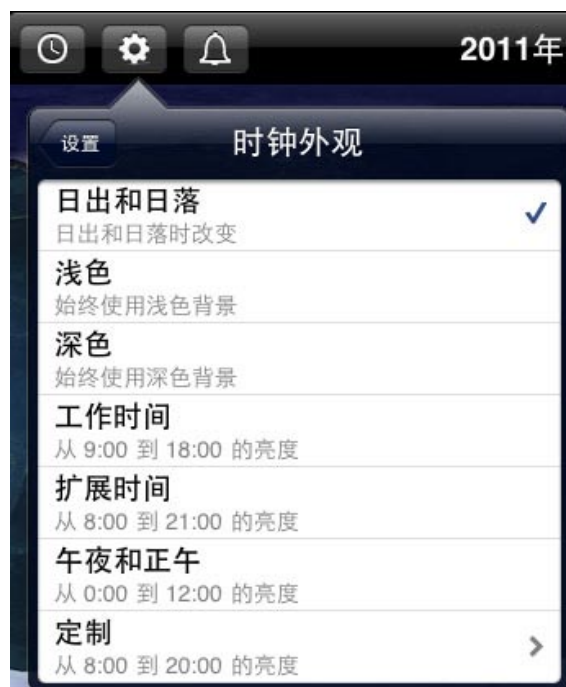 2011年
设置
时钟外观
日出和日落
日出和日落时改变
浅色
始终使用浅色背景
深色
始终使用深色背景
工作时间
从 9:00 到 18:00 的亮度
扩展时间
从 8:00 到 21:00 的亮度
午夜和正午
从 0:00 到 12:00 的亮度
定制
从 8:00 到 20:00 的亮度